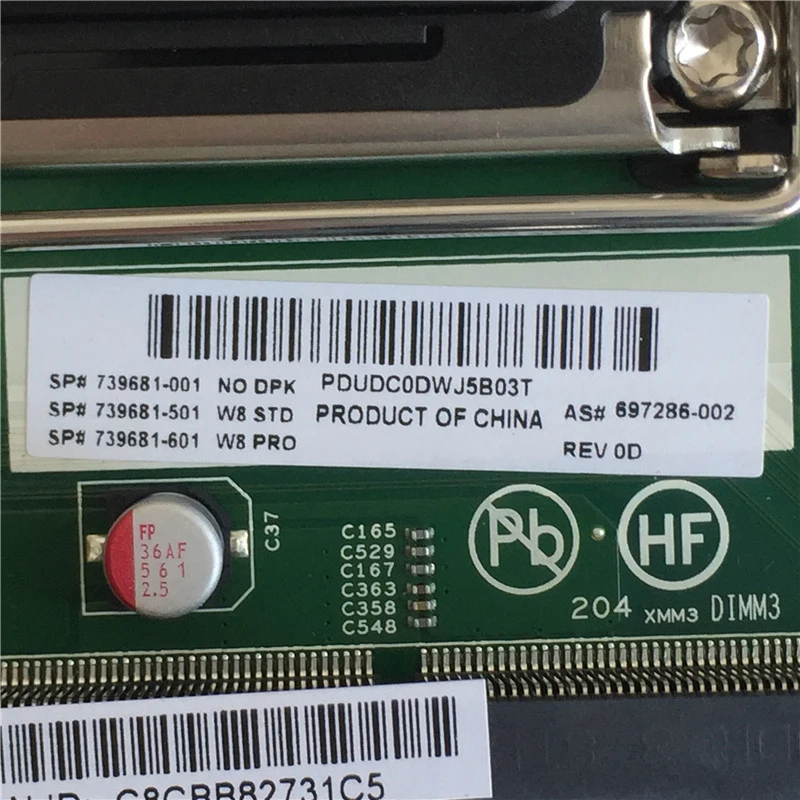 SP# 739681-001 NO DPK PDUDC0DWJ5B03T
SP# 739681-501 W8 STD PRODUCT OF CHINA AS# 697286-002
SP# 739681-601 W8 PRO REV 0D
C37
FP
36AF
561
2.5
C165
C529
C167
C363
C358
C548
Pb
HF
204 XMM3 DIMM3
C8CBB82731C5